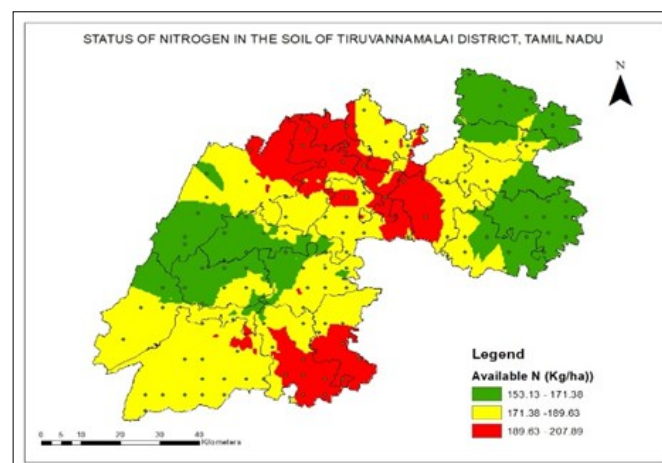 STATUS OF NITROGEN IN THE SOIL OF TIRUVANNAMALAI DISTRICT, TAMIL NADU
N
Legend
Available N (Kg/ha))
153.13 - 171.38
171.38 -189.63
189.63 - 207.89
0 5 10 20 30 40
Kilometers